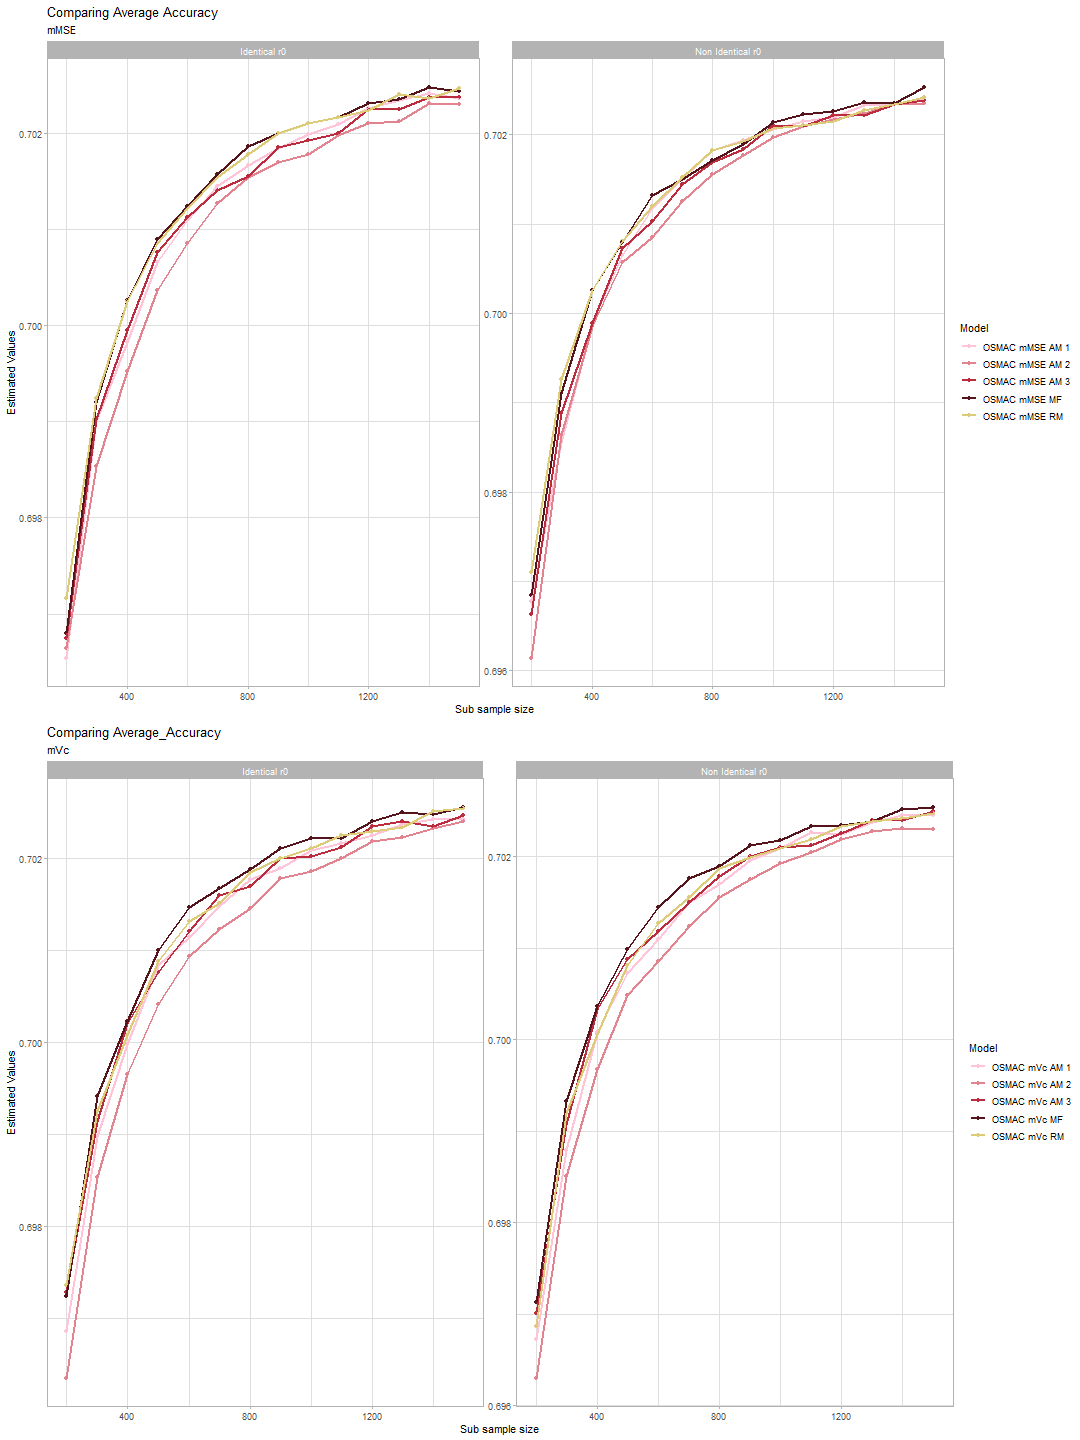 Comparing Average Accuracy
mMSE
Identical r0
Non Identical r0
0.702
0.700
0.698
0.702
0.700
0.698
0.696
Estimated Values
400
800
1200
400
800
1200
Sub sample size
Model
OSMAC mMSE AM 1
OSMAC mMSE AM 2
OSMAC mMSE AM 3
OSMAC mMSE MF
OSMAC mMSE RM
Comparing Average_Accuracy
mVc
Identical r0
Non Identical r0
0.702
0.700
0.698
0.702
0.700
0.698
0.696
Estimated Values
400
800
1200
400
800
1200
Sub sample size
Model
OSMAC mVc AM 1
OSMAC mVc AM 2
OSMAC mVc AM 3
OSMAC mVc MF
OSMAC mVc RM